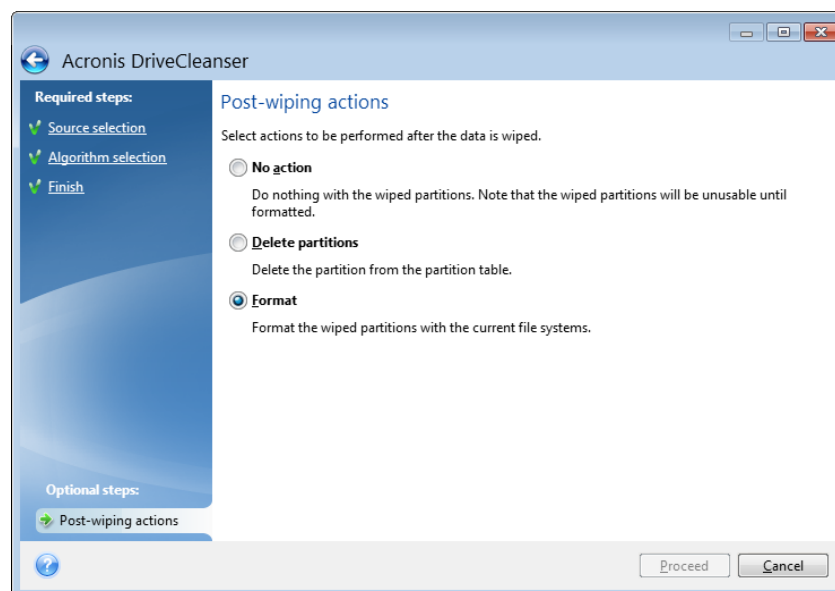 Acronis DriveCleanser
Required steps:
Source selection
Algorithm selection
Finish
Post-wiping actions
Select actions to be performed after the data is wiped.
No action
Do nothing with the wiped partitions. Note that the wiped partitions will be unusable until
formatted.
Delete partitions
Delete the partition from the partition table.
Format
Format the wiped partitions with the current file systems.
Optional steps:
Post-wiping actions
Proceed
Cancel